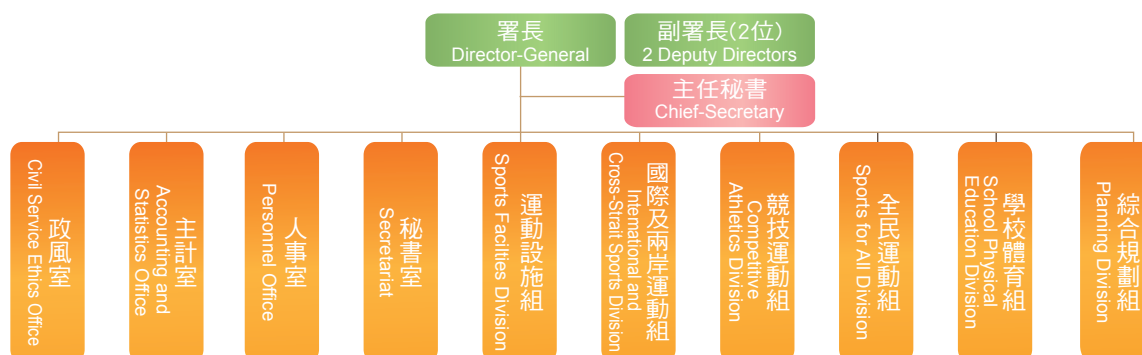 署長
Director-General
副署長(2位)
2 Deputy Directors
主任秘書
Chief-Secretary
政風室
Civil Service Ethics Office
主計室
Accounting and
Statistics Office
人事室
Personnel Office
秘書室
Secretariat
運動設施組
Sports Facilties Division
國際及兩岸運動組
Intemational and
Cross-Strait Sports Division
競技運動組
Competitive
Athletics Division
全民運動組
Sports for All Division
學校體育組
School Physical
Education Division
綜合規劃組
Planning Division